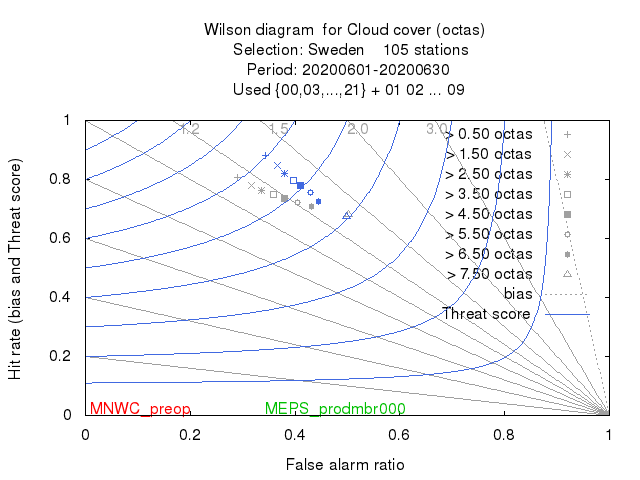 Wilson diagram  for Cloud cover (octas)
Selection: Sweden    105 stations
Period: 20200601-20200630
Used {00,03,...,21} + 01 02 ... 09
Hit rate (bias and Threat score)
1
0.8
0.6
0.4
0.2
0
1.2
1.5
2.0
3.0
> 0.50 octas
> 1.50 octas
> 2.50 octas
> 3.50 octas
> 4.50 octas
> 5.50 octas
> 6.50 octas
> 7.50 octas
bias
Threat score
MNWC_preop
MEPS_prodmbr000
0
0.2
0.4
0.6
0.8
1
False alarm ratio